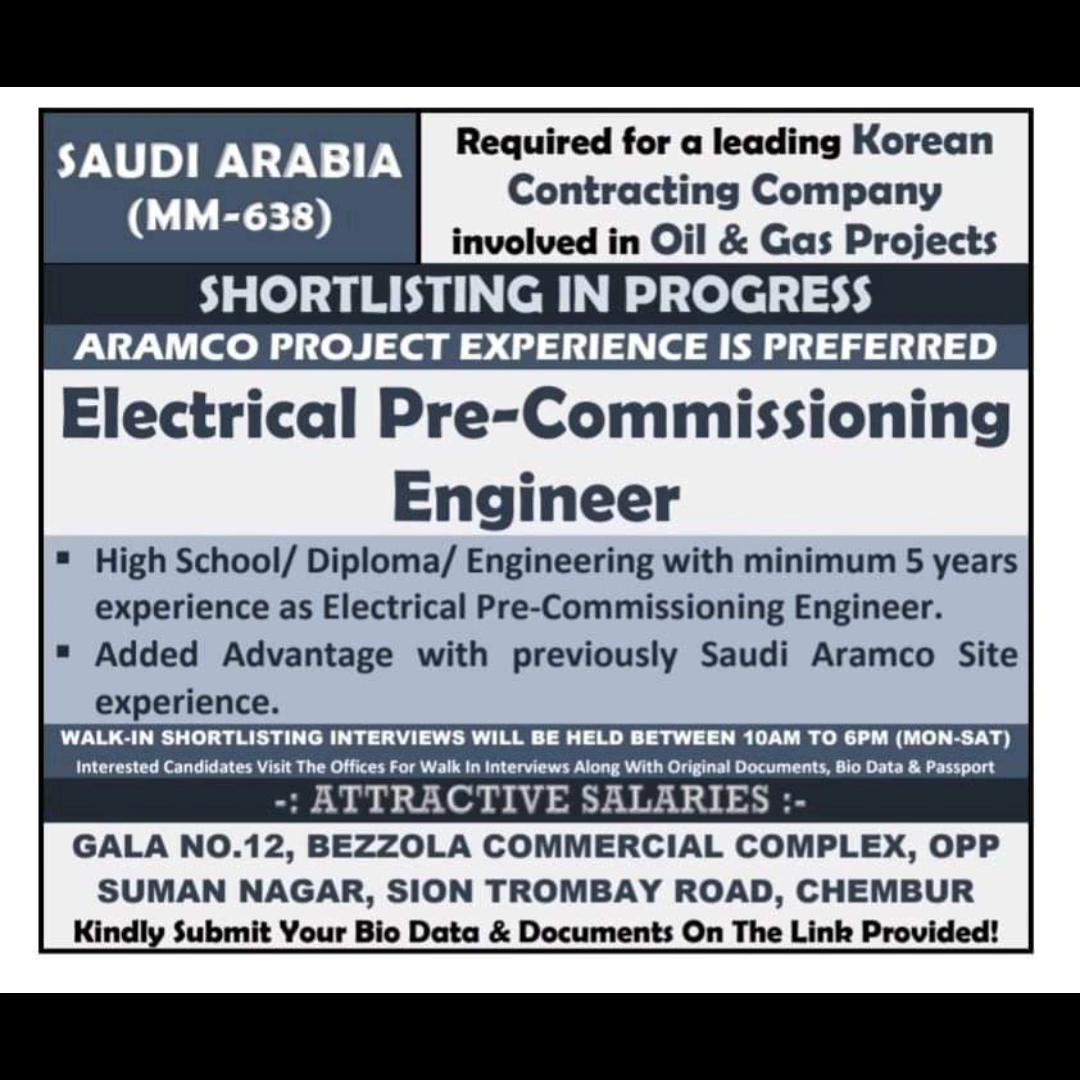 SAUDI ARABIA
(MM-638)
Required for a leading Korean
Contracting Company
involved in Oil & Gas Projects
SHORTLISTING IN PROGRESS
ARAMCO PROJECT EXPERIENCE IS PREFERRED
Electrical Pre-Commissioning
Engineer
▪ High School/ Diploma/ Engineering with minimum 5 years
experience as Electrical Pre-Commissioning Engineer.
▪ Added Advantage with previously Saudi Aramco Site
experience.
WALK-IN SHORTLISTING INTERVIEWS WILL BE HELD BETWEEN 10AM TO 6PM (MON-SAT)
Interested Candidates Visit The Offices For Walk In Interviews Along With Original Documents, Bio Data & Passport
-: ATTRACTIVE SALARIES :-
GALA NO.12, BEZZOLA COMMERCIAL COMPLEX, OPP
SUMAN NAGAR, SION TROMBAY ROAD, CHEMBUR
Kindly Submit Your Bio Data & Documents On The Link Provided!